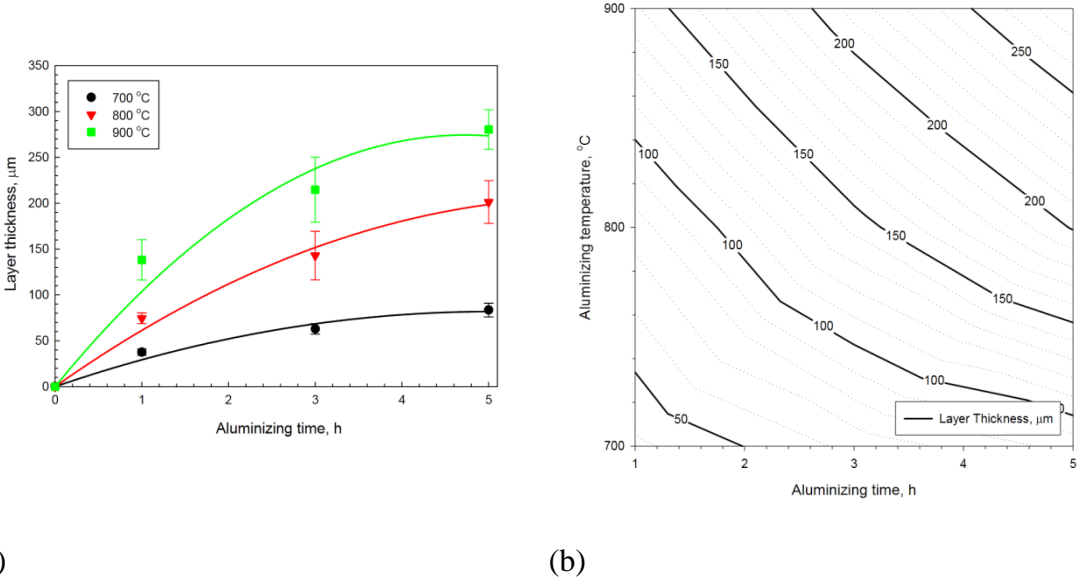 350
300
250
200
150
100
50
0
Layer thickness, μm
700 °C
800 °C
900 °C
0 1 2 3 4 5
Aluminizing time, h
)
900
800
700
Aluminizing temperature, °C
150
200
250
200
100
150
200
100
150
150
100
100
50
0
Layer Thickness, μm
1 2 3 4 5
Aluminizing time, h
(b)